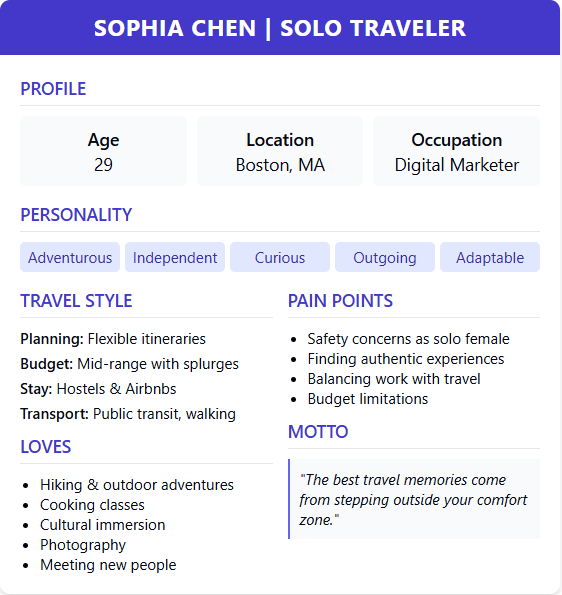 SOPHIA CHEN | SOLO TRAVELER
PROFILE
Age
29
Location
Boston, MA
Occupation
Digital Marketer
PERSONALITY
Adventurous
Independent
Curious
Outgoing
Adaptable
TRAVEL STYLE
Planning: Flexible itineraries
Budget: Mid-range with splurges
Stay: Hostels & Airbnbs
Transport: Public transit, walking
LOVES
• Hiking & outdoor adventures
• Cooking classes
• Cultural immersion
• Photography
• Meeting new people
PAIN POINTS
• Safety concerns as solo female
• Finding authentic experiences
• Balancing work with travel
• Budget limitations
MOTTO
"The best travel memories come
from stepping outside your comfort
zone."